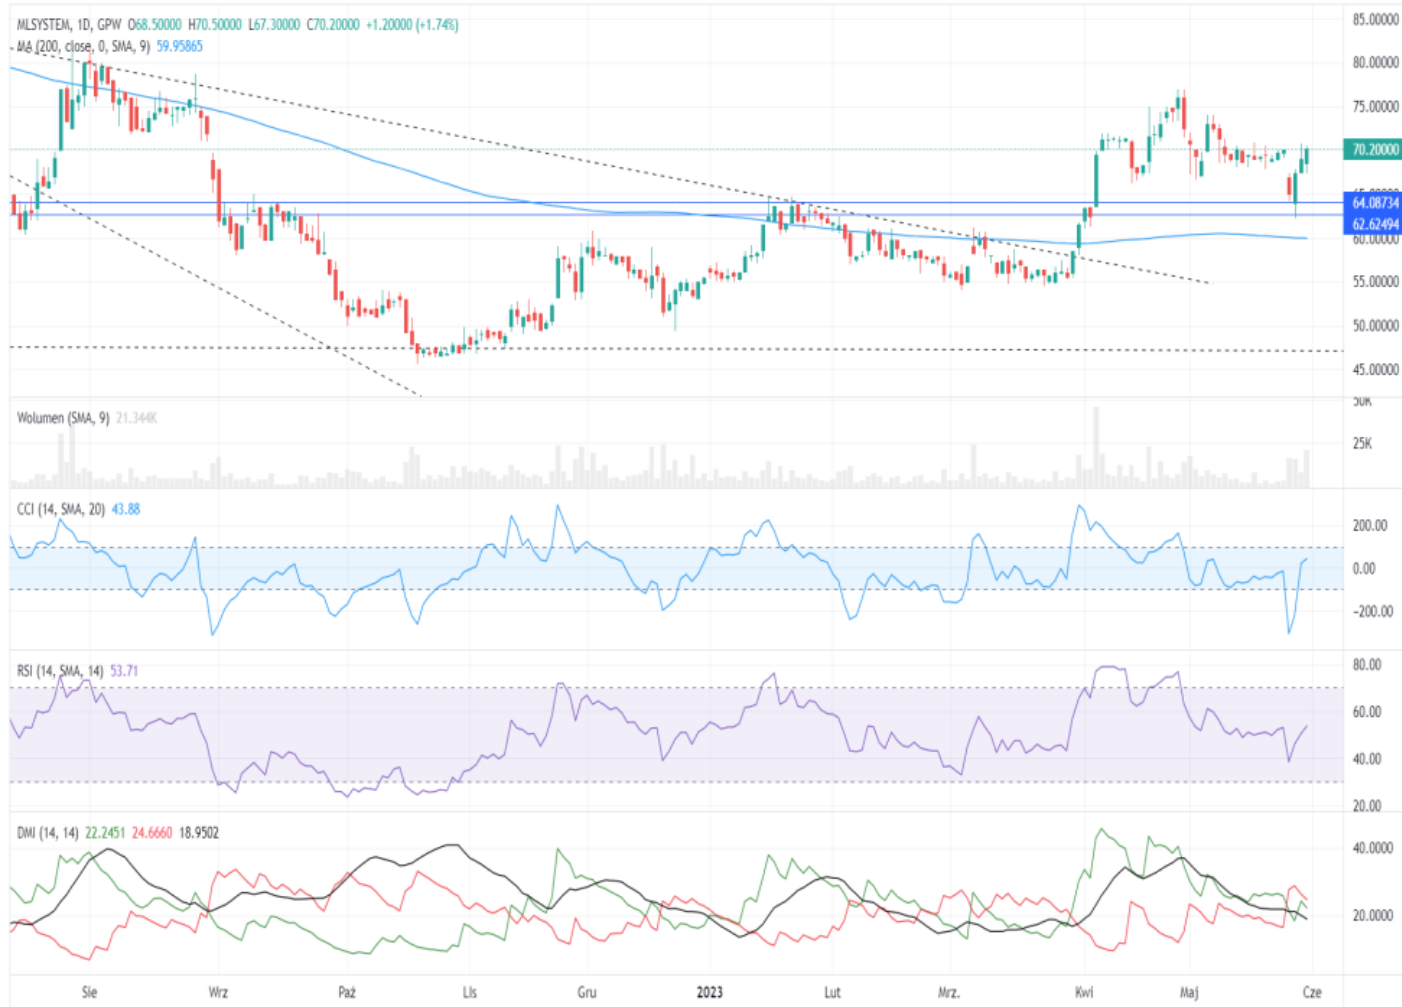 MLSYSTEM, 1D, GPW O68.50000 H70.50000 L67.30000 C70.20000 +1.20000 (+1.74%)
MA (200, close, 0, SMA, 9) 59.95865
85.00000
80.00000
75.00000
70.20000
65.00000
64.08734
62.62494
60.00000
55.00000
50.00000
45.00000
Wolumen (SMA, 9) 21.344K
50K
25K
CCI (14, SMA, 20) 43.88
200.00
0.00
−200.00
RSI (14, SMA, 14) 53.71
80.00
60.00
40.00
20.00
DMI (14, 14) 22.2451 24.6660 18.9502
40.0000
20.0000
Sie Wrz Paź Lis Gru 2023 Lut Mrz. Kwi Maj Cze